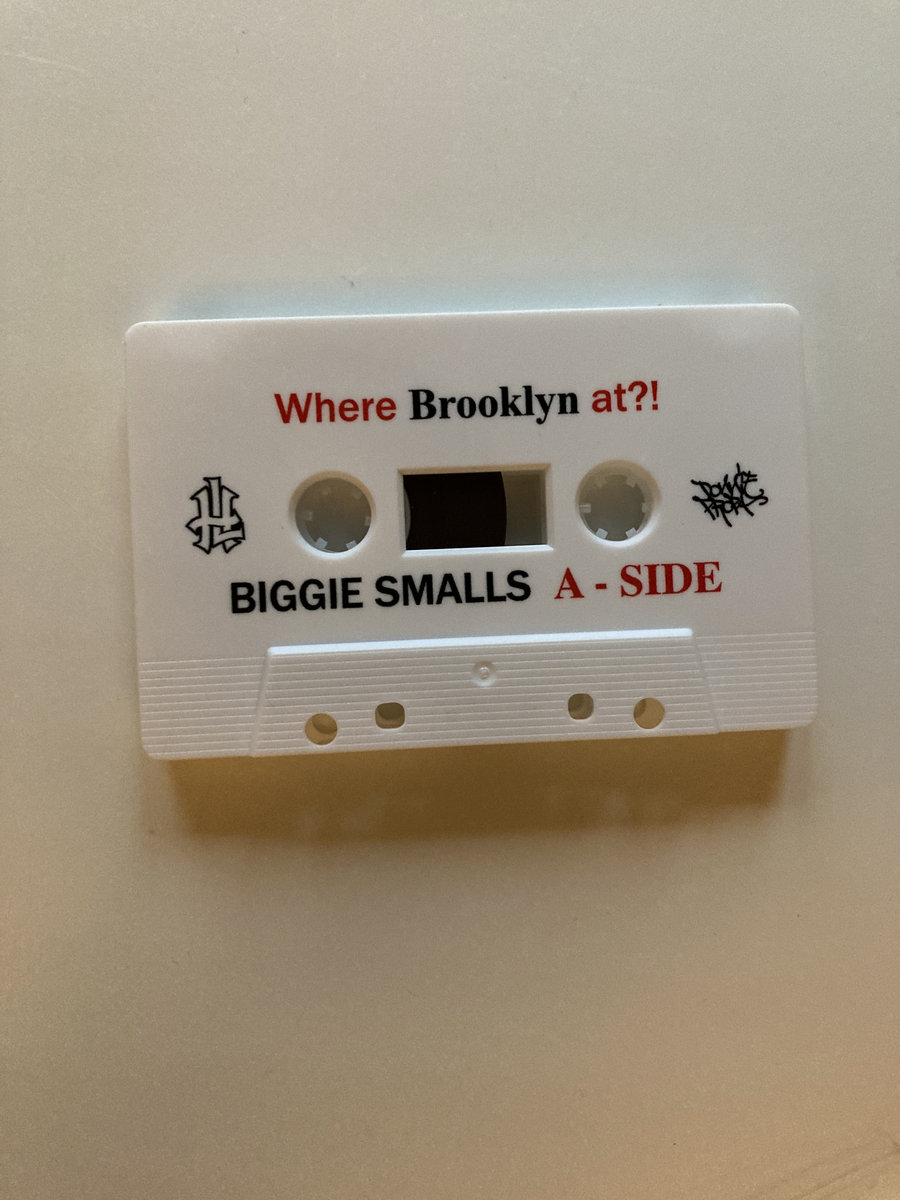 Where Brooklyn at?!
BIGGIE SMALLS A - SIDE